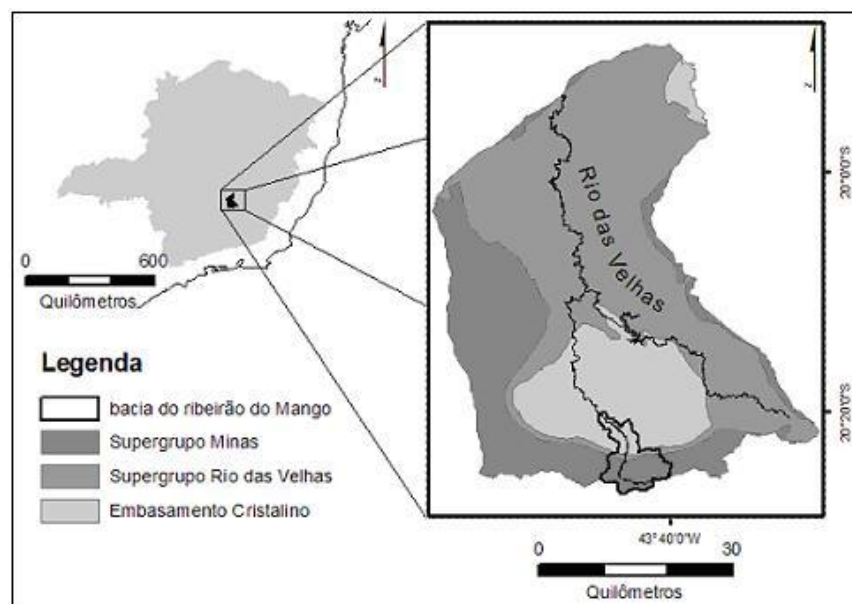 z
z
0 600
Quilômetros
Rio das Velhas
20°0'0"S
20°20'0"S
Legenda
bacia do ribeirão do Mango
Supergrupo Minas
Supergrupo Rio das Velhas
Embasamento Cristalino
43°40'0"W
0 30
Quilômetros